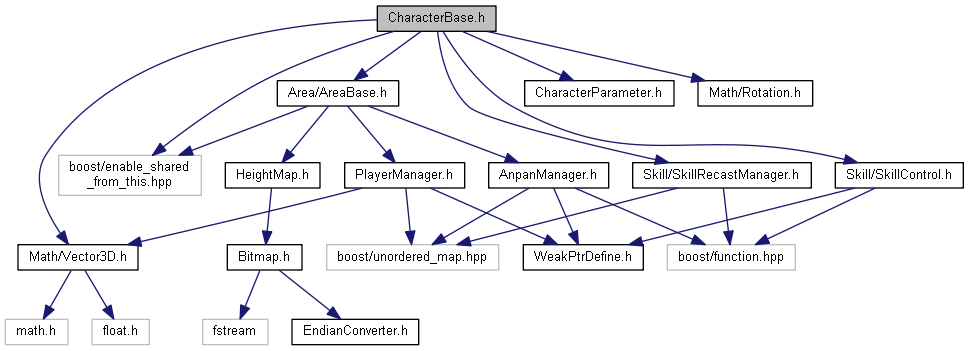 CharacterBase.h
Area/AreaBase.h
CharacterParameter.h
Math/Rotation.h
boost/enable_shared
_from_this.hpp
HeightMap.h
PlayerManager.h
AnpanManager.h
Skill/SkillRecastManager.h
Skill/SkillControl.h
Math/Vector3D.h
Bitmap.h
boost/unordered_map.hpp
WeakPtrDefine.h
boost/function.hpp
math.h
float.h
fstream
EndianConverter.h